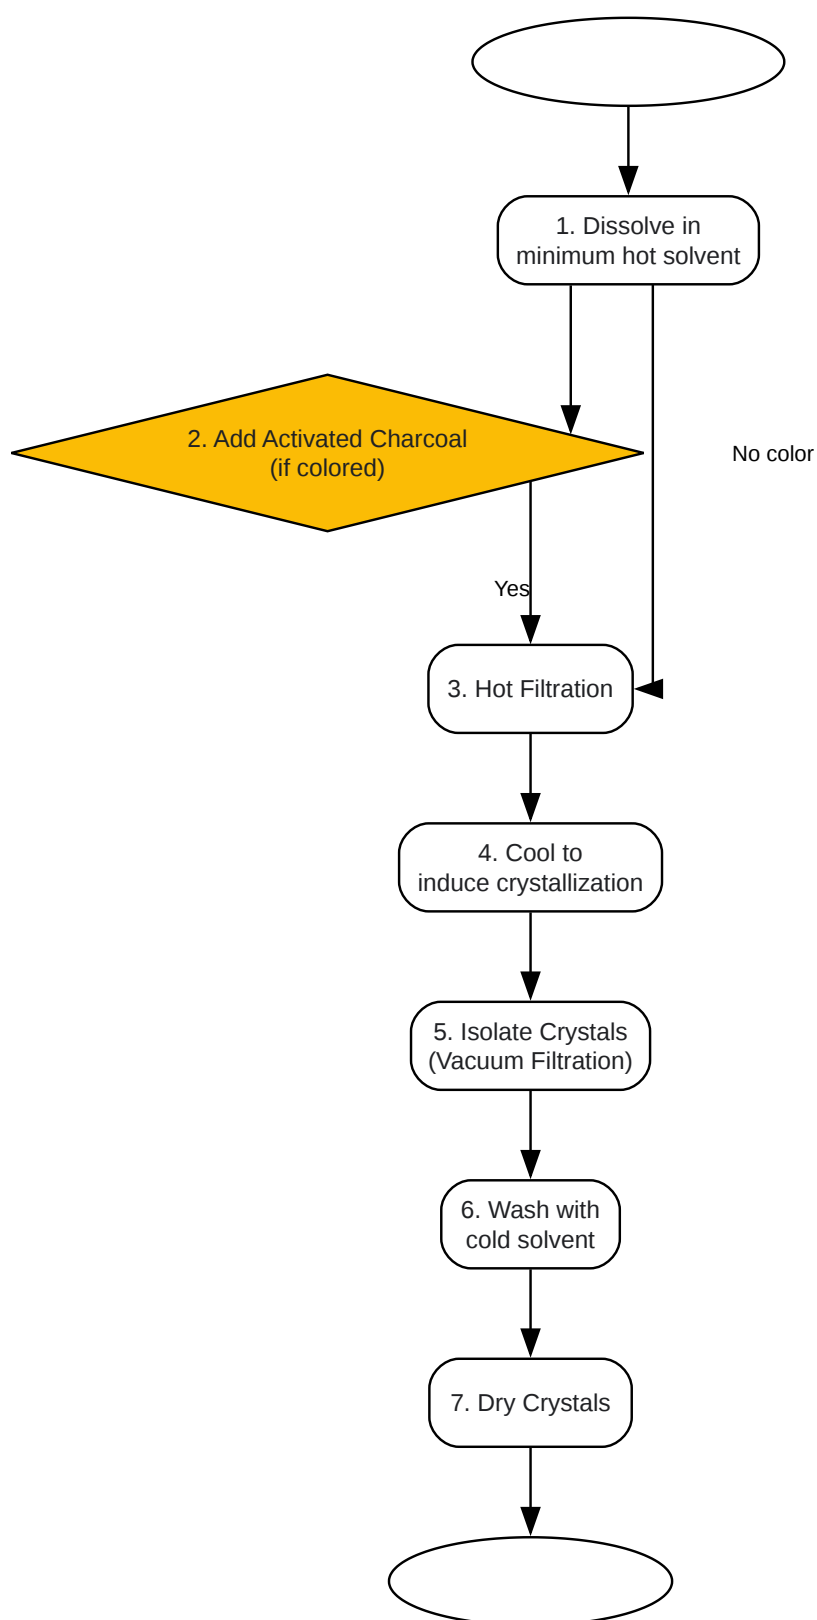 1. Dissolve in
minimum hot solvent
2. Add Activated Charcoal
(if colored)
No color
Yes
3. Hot Filtration
4. Cool to
induce crystallization
5. Isolate Crystals
(Vacuum Filtration)
6. Wash with
cold solvent
7. Dry Crystals